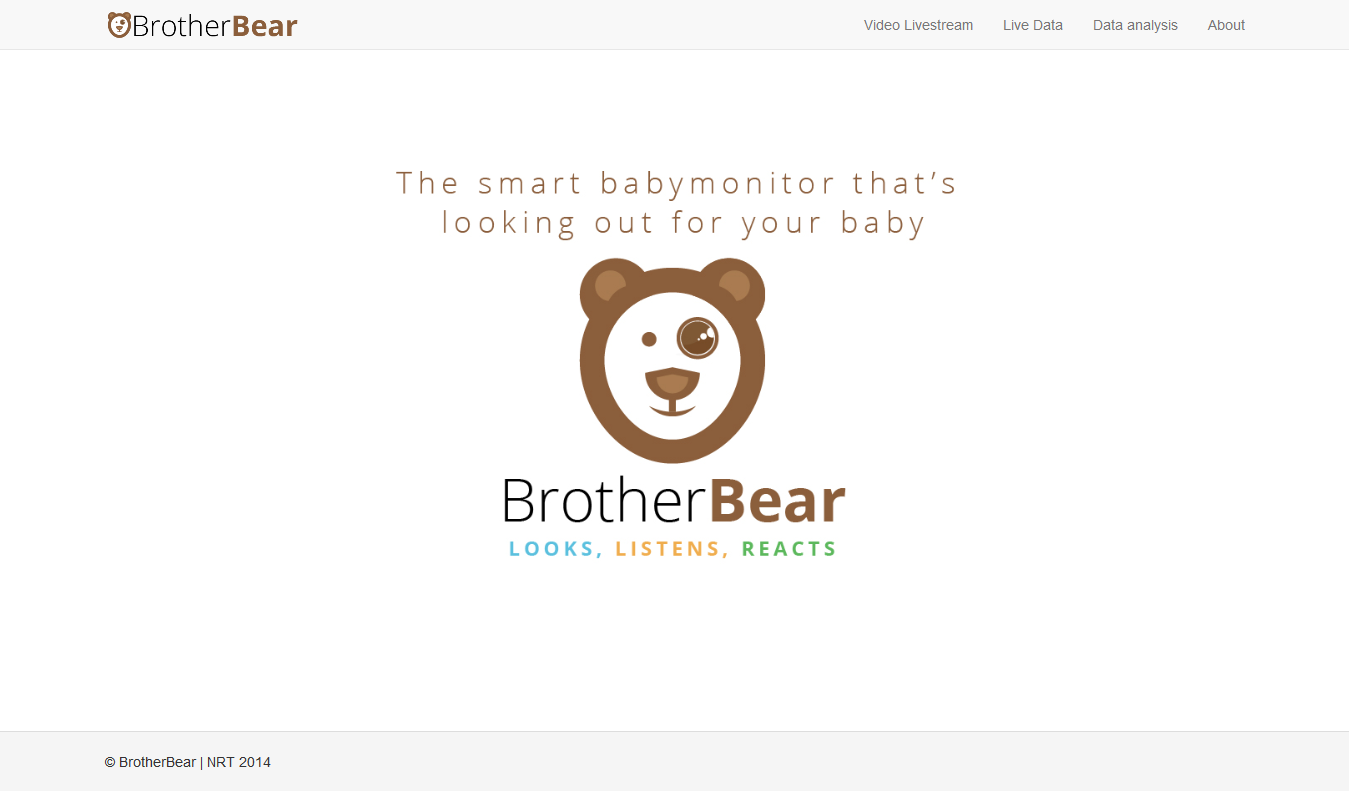 BrotherBear
Video Livestream
Live Data
Data analysis
About
The smart babymonitor that’s
looking out for your baby
BrotherBear
LOOKS, LISTENS, REACTS
© BrotherBear | NRT 2014